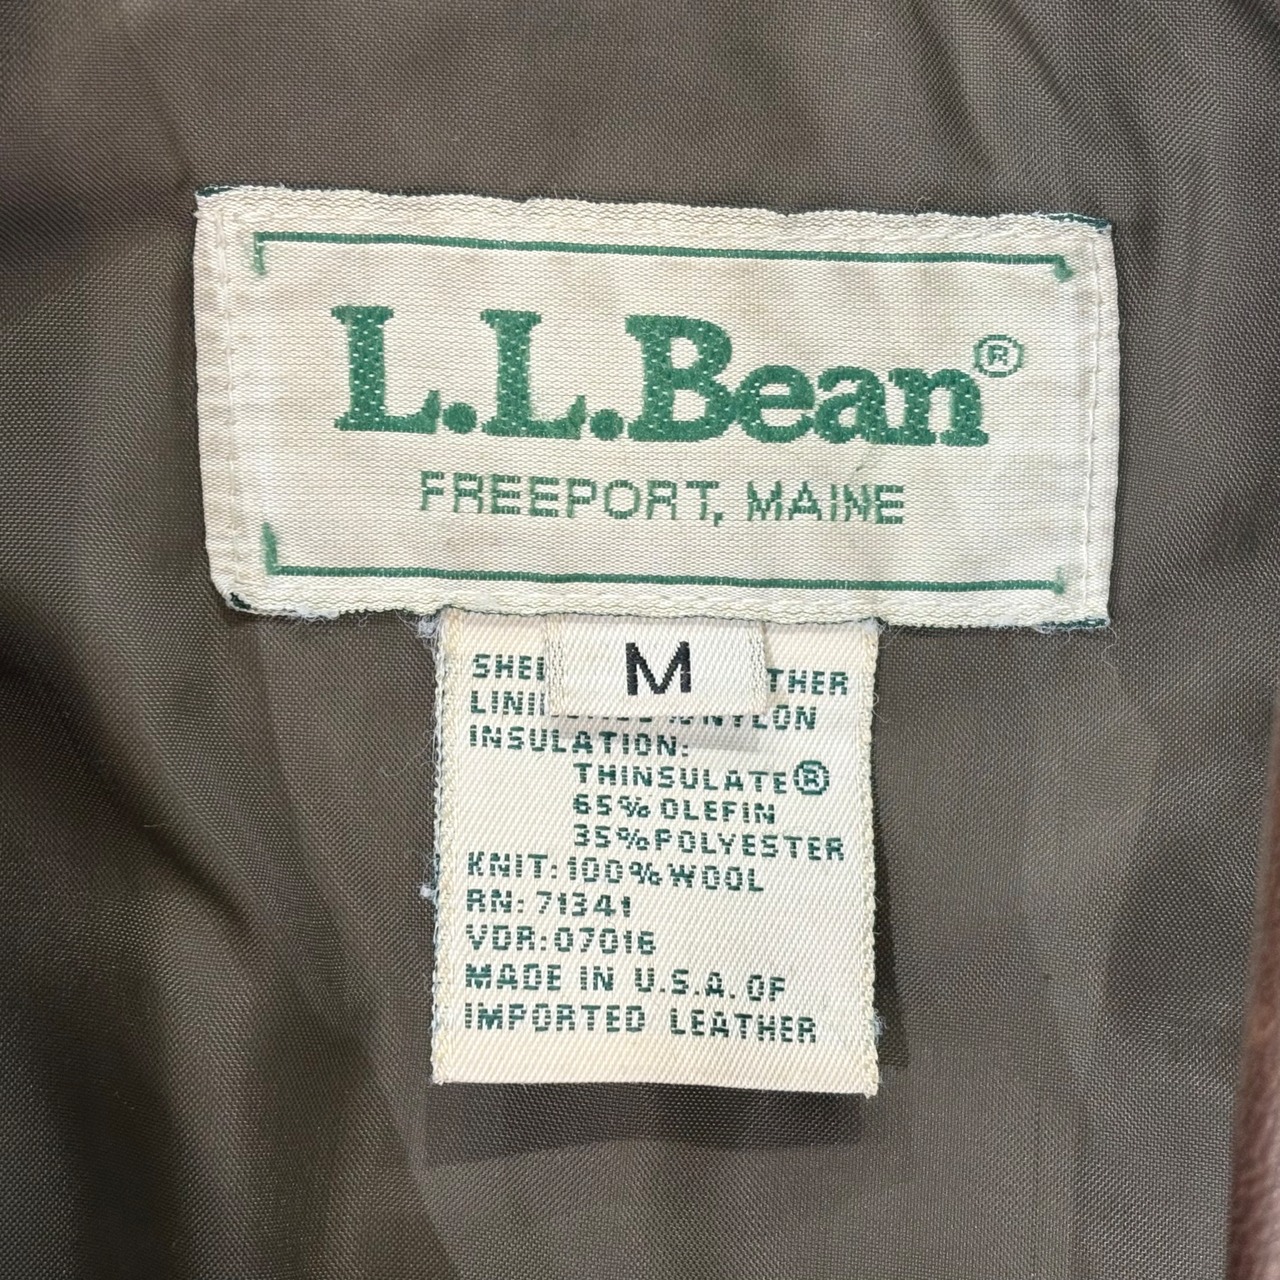 L.L.Bean®
FREEPORT, MAINE
M
INSULATION:
THINSULATE®
65% OLEFIN
35% POLYESTER
KNIT: 100% WOOL
RN: 71341
VDR: 07016
MADE IN U.S.A. OF
IMPORTED LEATHER